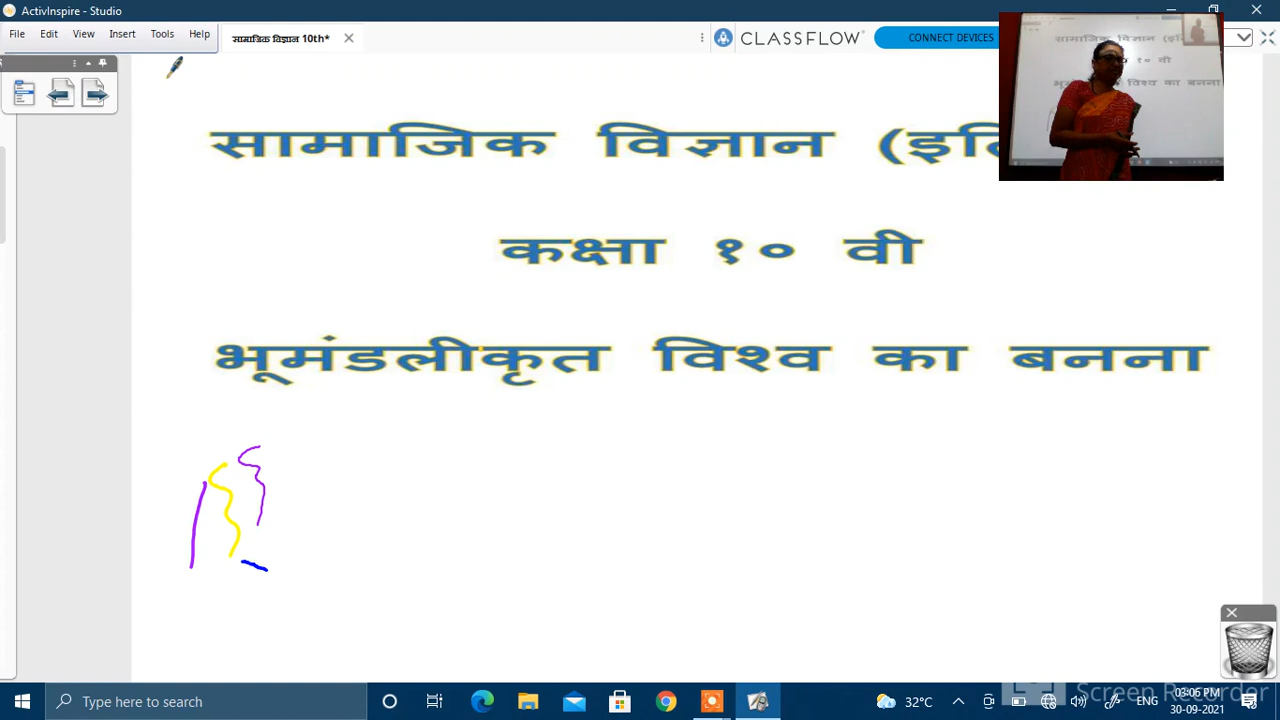 ActivInspire - Studio
File Edit View Insert Tools Help सामाजिक विज्ञान 10th* CLASSFLOW CONNECT DEVICES
सामाजिक विज्ञान (इति
कक्षा १० वी
भूमंडलीकृत विश्व का बनना
Type here to search 32°C ENG 03:06 PM
30-09-2021
Screen Recorder